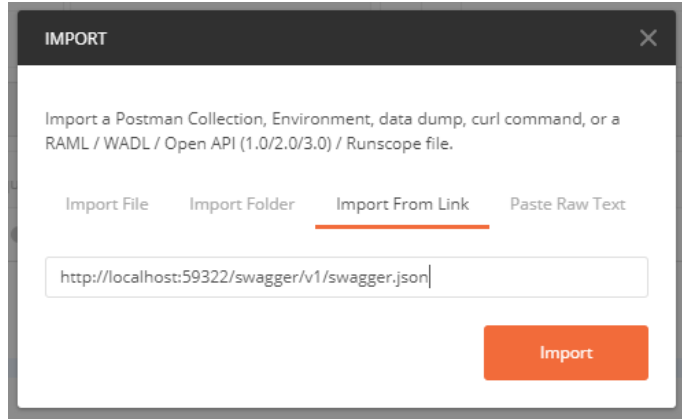 IMPORT
Import a Postman Collection, Environment, data dump, curl command, or a
RAML / WADL / Open API (1.0/2.0/3.0) / Runscope file.
Import File Import Folder Import From Link Paste Raw Text
http://localhost:59322/swagger/v1/swagger.json
Import